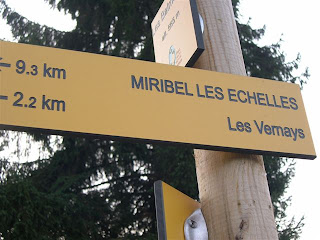 9.3 km
2.2 km
MIRIBEL LES ECHELLES
Les Vernays